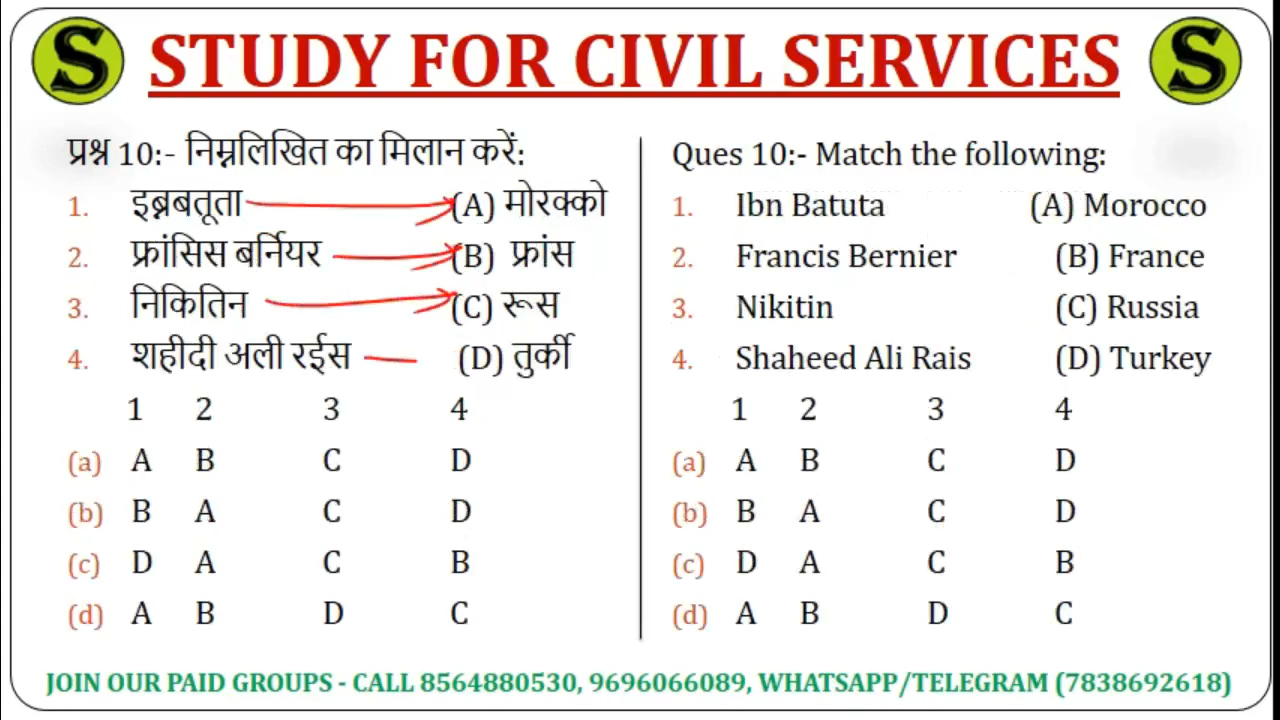 S STUDY FOR CIVIL SERVICES S
प्रश्न 10:- निम्नलिखित का मिलान करें:
1. इब्नबतूता (A) मोरक्को
2. फ्रांसिस बर्नियर (B) फ्रांस
3. निकितिन (C) रूस
4. शहीदी अली रईस (D) तुर्की
1 2 3 4
(a) A B C D
(b) B A C D
(c) D A C B
(d) A B D C
Ques 10:- Match the following:
1. Ibn Batuta (A) Morocco
2. Francis Bernier (B) France
3. Nikitin (C) Russia
4. Shaheed Ali Rais (D) Turkey
1 2 3 4
(a) A B C D
(b) B A C D
(c) D A C B
(d) A B D C
JOIN OUR PAID GROUPS - CALL 8564880530, 9696066089, WHATSAPP/TELEGRAM (7838692618)